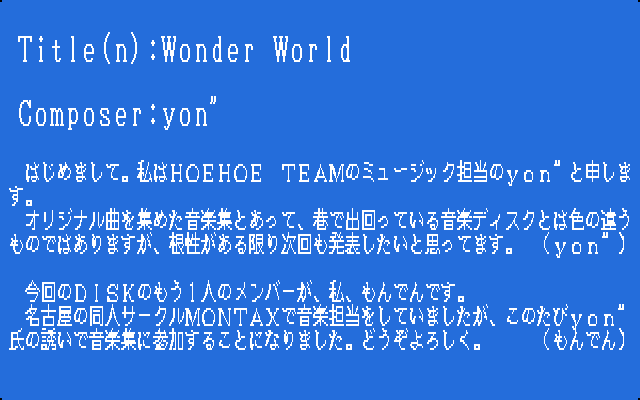 Title(n):Wonder World
Composer:yon"
　はじめまして。私はＨＯＥＨＯＥ　ＴＥＡＭのミュージック担当のｙｏｎ”と申しま
す。
　オリジナル曲を集めた音楽集とあって、巷で出回っている音楽ディスクとは色の違う
ものではありますが、根性がある限り次回も発表したいと思ってます。　（ｙｏｎ”）
　今回のＤＩＳＫのもう１人のメンバーが、私、もんでんです。
　名古屋の同人サークルＭＯＮＴＡＸで音楽担当をしていましたが、このたびｙｏｎ”
氏の誘いで音楽集に参加することになりました。どうぞよろしく。　　　（もんでん）